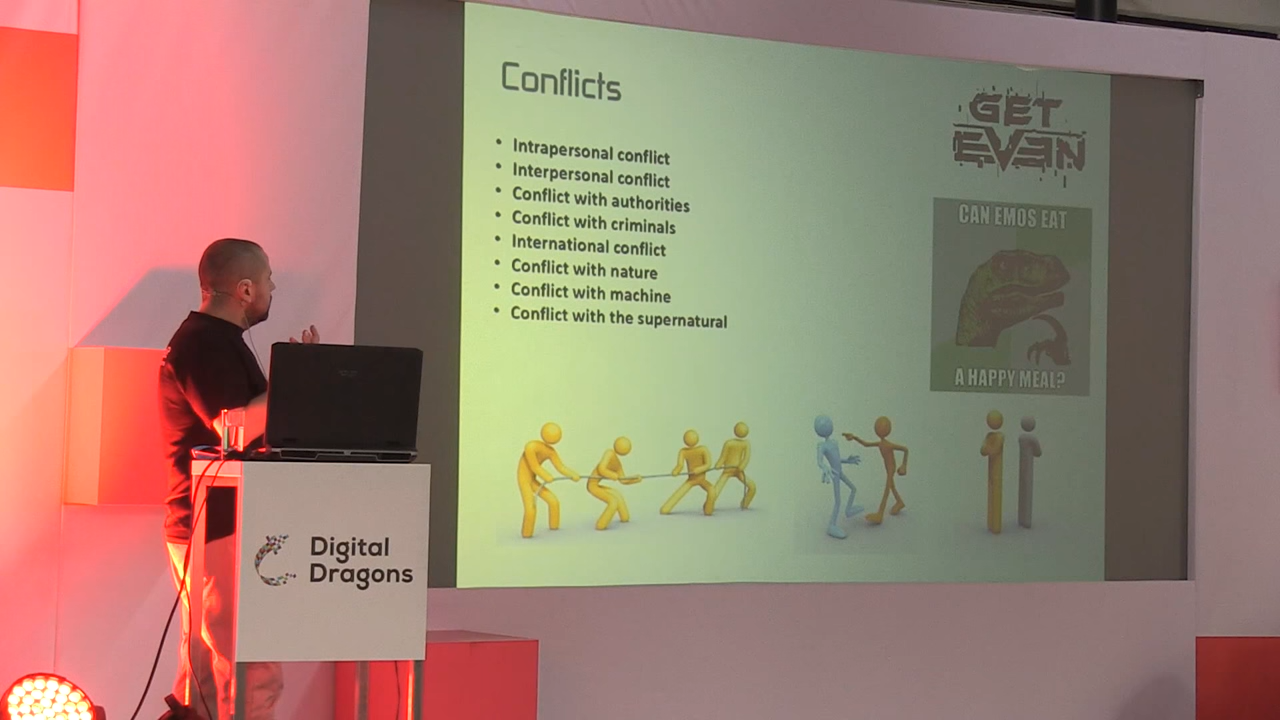 Conflicts
• Intrapersonal conflict
• Interpersonal conflict
• Conflict with authorities
• Conflict with criminals
• International conflict
• Conflict with nature
• Conflict with machine
• Conflict with the supernatural
GET
EVEN
CAN EMOS EAT
A HAPPY MEAL?
Digital
Dragons